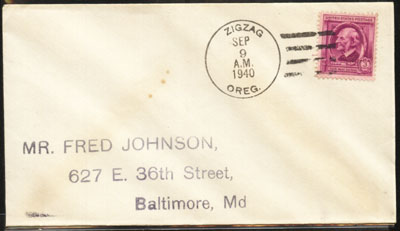 ZIGZAG
SEP
9
A.M.
1940
OREG.
MR. FRED JOHNSON,
627 E. 36th Street,
Baltimore, Md